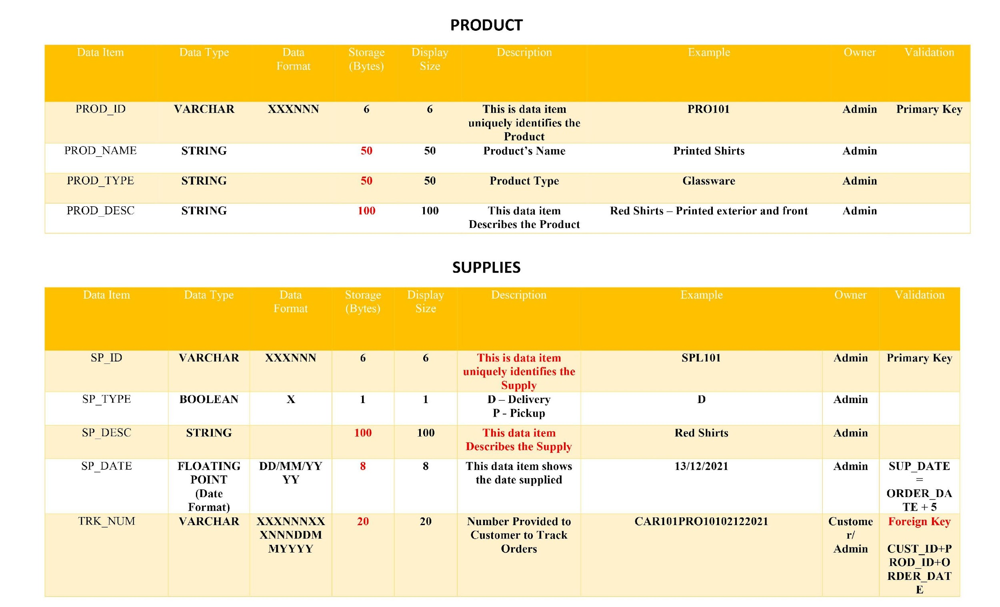 PRODUCT
Data Item Data Type Data Format Storage (Bytes) Display Size Description Example Owner Validation
PROD_ID VARCHAR XXXNNN 6 6 This is data item uniquely identifies the Product PRO101 Admin Primary Key
PROD_NAME STRING 50 50 Product’s Name Printed Shirts Admin
PROD_TYPE STRING 50 50 Product Type Glassware Admin
PROD_DESC STRING 100 100 This data item Describes the Product Red Shirts – Printed exterior and front Admin
SUPPLIES
Data Item Data Type Data Format Storage (Bytes) Display Size Description Example Owner Validation
SP_ID VARCHAR XXXNNN 6 6 This is data item uniquely identifies the Supply SPL101 Admin Primary Key
SP_TYPE BOOLEAN X 1 1 D – Delivery P - Pickup D Admin
SP_DESC STRING 100 100 This data item Describes the Supply Red Shirts Admin
SP_DATE FLOATING POINT (Date Format) DD/MM/YYYY 8 8 This data item shows the date supplied 13/12/2021 Admin SUP_DATE = ORDER_DATE + 5
TRK_NUM VARCHAR XXXNNNXXXNNNDDMMYYYY 20 20 Number Provided to Customer to Track Orders CAR101PRO10102122021 Customer/ Admin Foreign Key CUST_ID+PROD_ID+ORDER_DATE